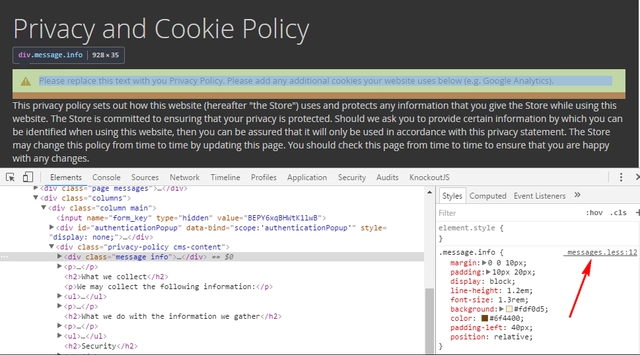 Privacy and Cookie Policy
div.message.info | 928 × 35
Please replace this text with you Privacy Policy. Please add any additional cookies your website uses below (e.g. Google Analytics).
This privacy policy sets out how this website (hereafter "the Store") uses and protects any information that you give the Store while using this
website. The Store is committed to ensuring that your privacy is protected. Should we ask you to provide certain information by which you can
be identified when using this website, then you can be assured that it will only be used in accordance with this privacy statement. The Store
may change this policy from time to time by updating this page. You should check this page from time to time to ensure that you are happy
with any changes.
Elements Console Sources Network Timeline Profiles Application Security Audits KnockoutJS
<div class="page messages">…</div>
<div class="columns">
<div class="column main">
<input name="form_key" type="hidden" value="BEPY6xqBHWtK1lwB">
<div id="authenticationPopup" data-bind="scope:'authenticationPopup'" style=
"display: none;">…</div>
<div class="privacy-policy cms-content">
<div class="message info">…</div> == $0
<p>…</p>
<h2>What we collect</h2>
<p>We may collect the following information:</p>
<ul>…</ul>
<p>…</p>
<h2>What we do with the information we gather</h2>
<p>…</p>
<ul>…</ul>
<h2>Security</h2>
Styles Computed Event Listeners »
Filter :hov .cls +
element.style {
}
.message.info { _messages.less:12
margin: 0 0 10px;
padding: 10px 20px;
display: block;
line-height: 1.2em;
font-size: 1.3rem;
background: #fdf0d5;
color: #6f4400;
padding-left: 40px;
position: relative;
}